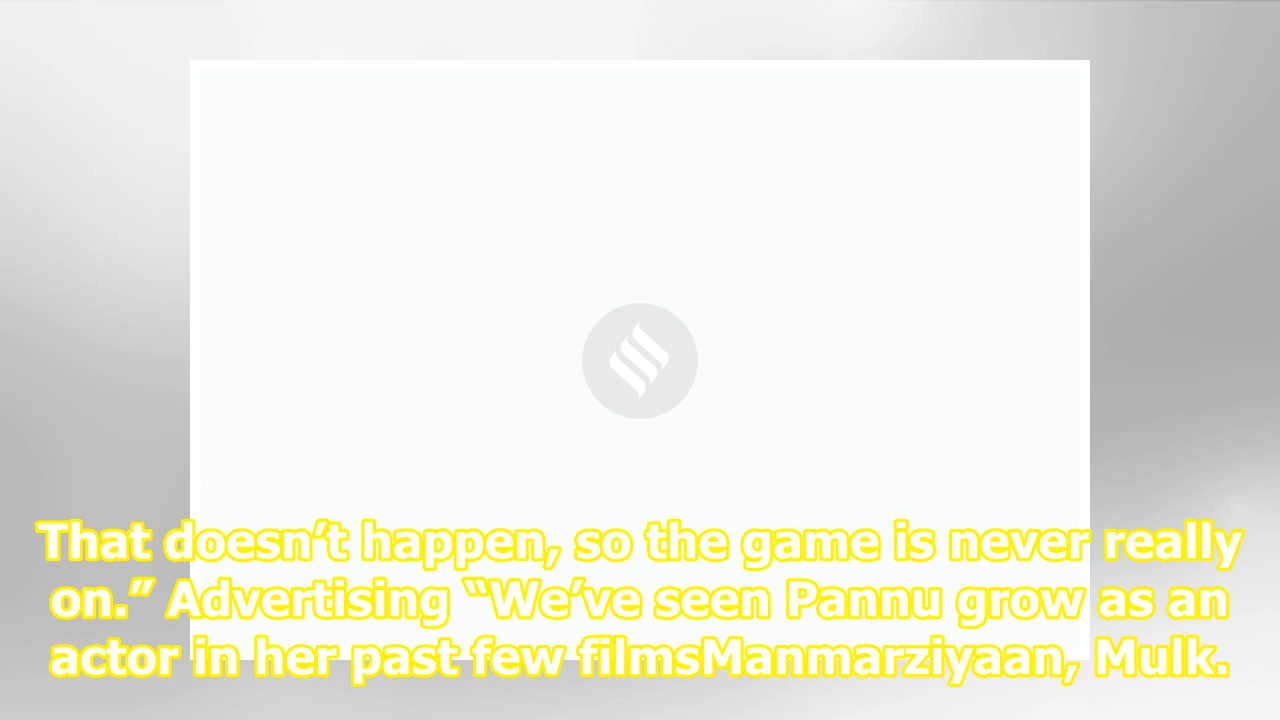 That doesn’t happen, so the game is never really
on.” Advertising “We’ve seen Pannu grow as an
actor in her past few filmsManmarziyaan, Mulk.